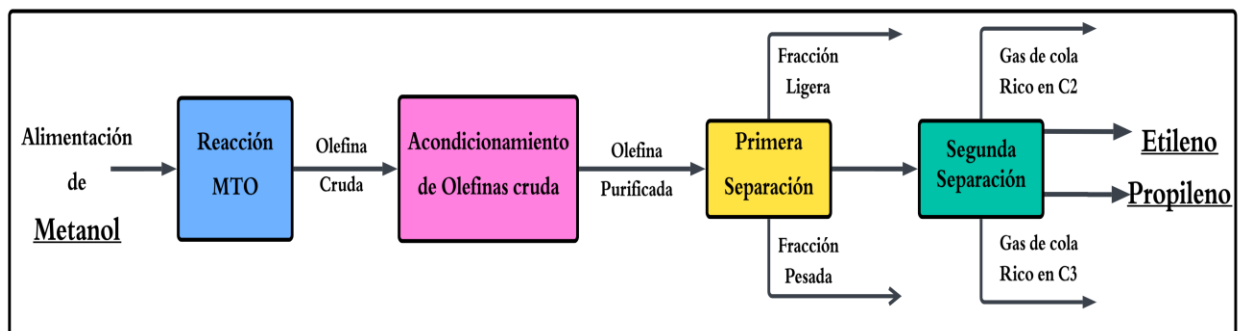 Alimentación
de
Metanol
Reacción
MTO
Olefina
Cruda
Acondicionamiento
de Olefinas cruda
Olefina
Purificada
Fracción
Ligera
Primera
Separación
Fracción
Pesada
Gas de cola
Rico en C2
Segunda
Separación
Gas de cola
Rico en C3
Etileno
Propileno